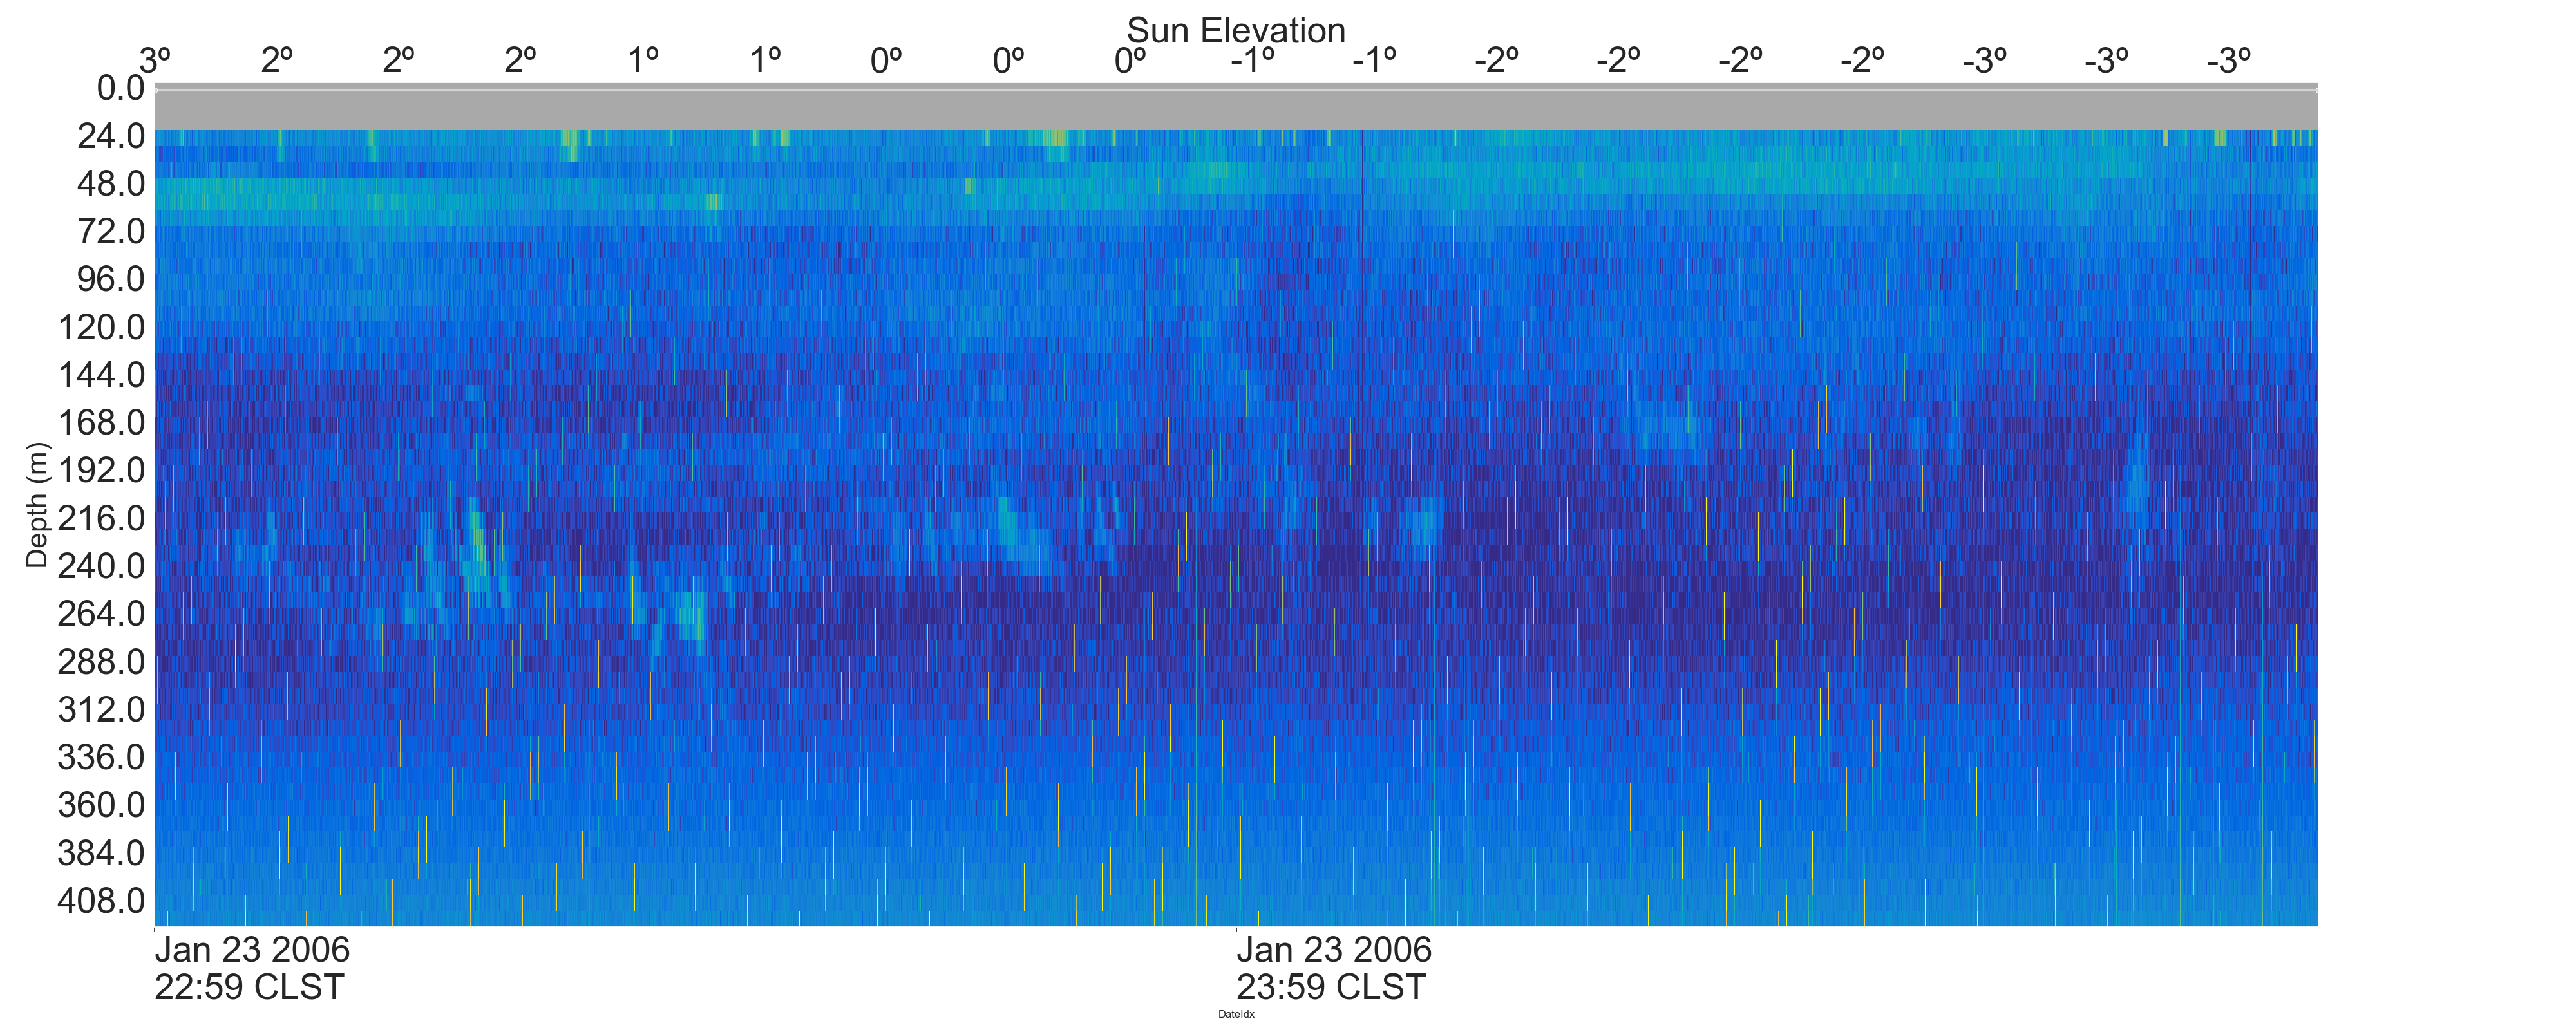 Sun Elevation
3º 2º 2º 2º 1º 1º 0º 0º 0º -1º -1º -2º -2º -2º -2º -3º -3º -3º
0.0
24.0
48.0
72.0
96.0
120.0
144.0
168.0
192.0
216.0
240.0
264.0
288.0
312.0
336.0
360.0
384.0
408.0
Depth (m)
Jan 23 2006
22:59 CLST
Jan 23 2006
23:59 CLST
DateIdx